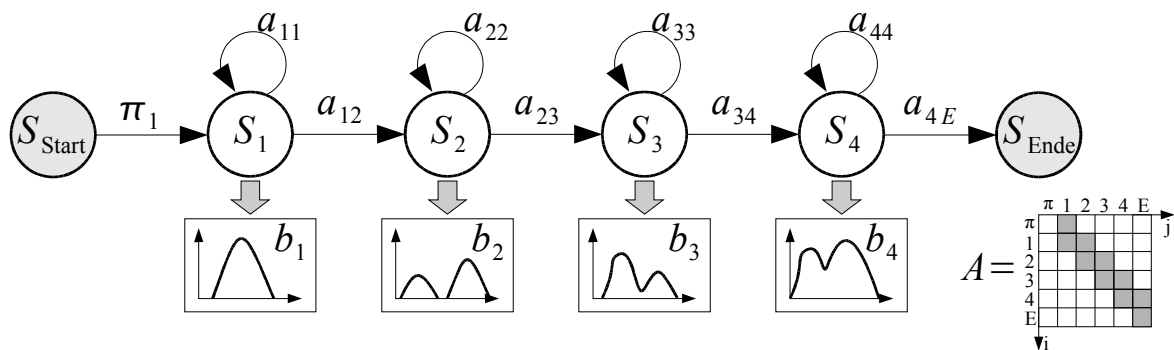 a₁₁ a₂₂ a₃₃ a₄₄
S_Start π₁ S₁ a₁₂ S₂ a₂₃ S₃ a₃₄ S₄ a₄E S_Ende
b₁ b₂ b₃ b₄
A =
π 1 2 3 4 E
j
π
1
2
3
4
E
i